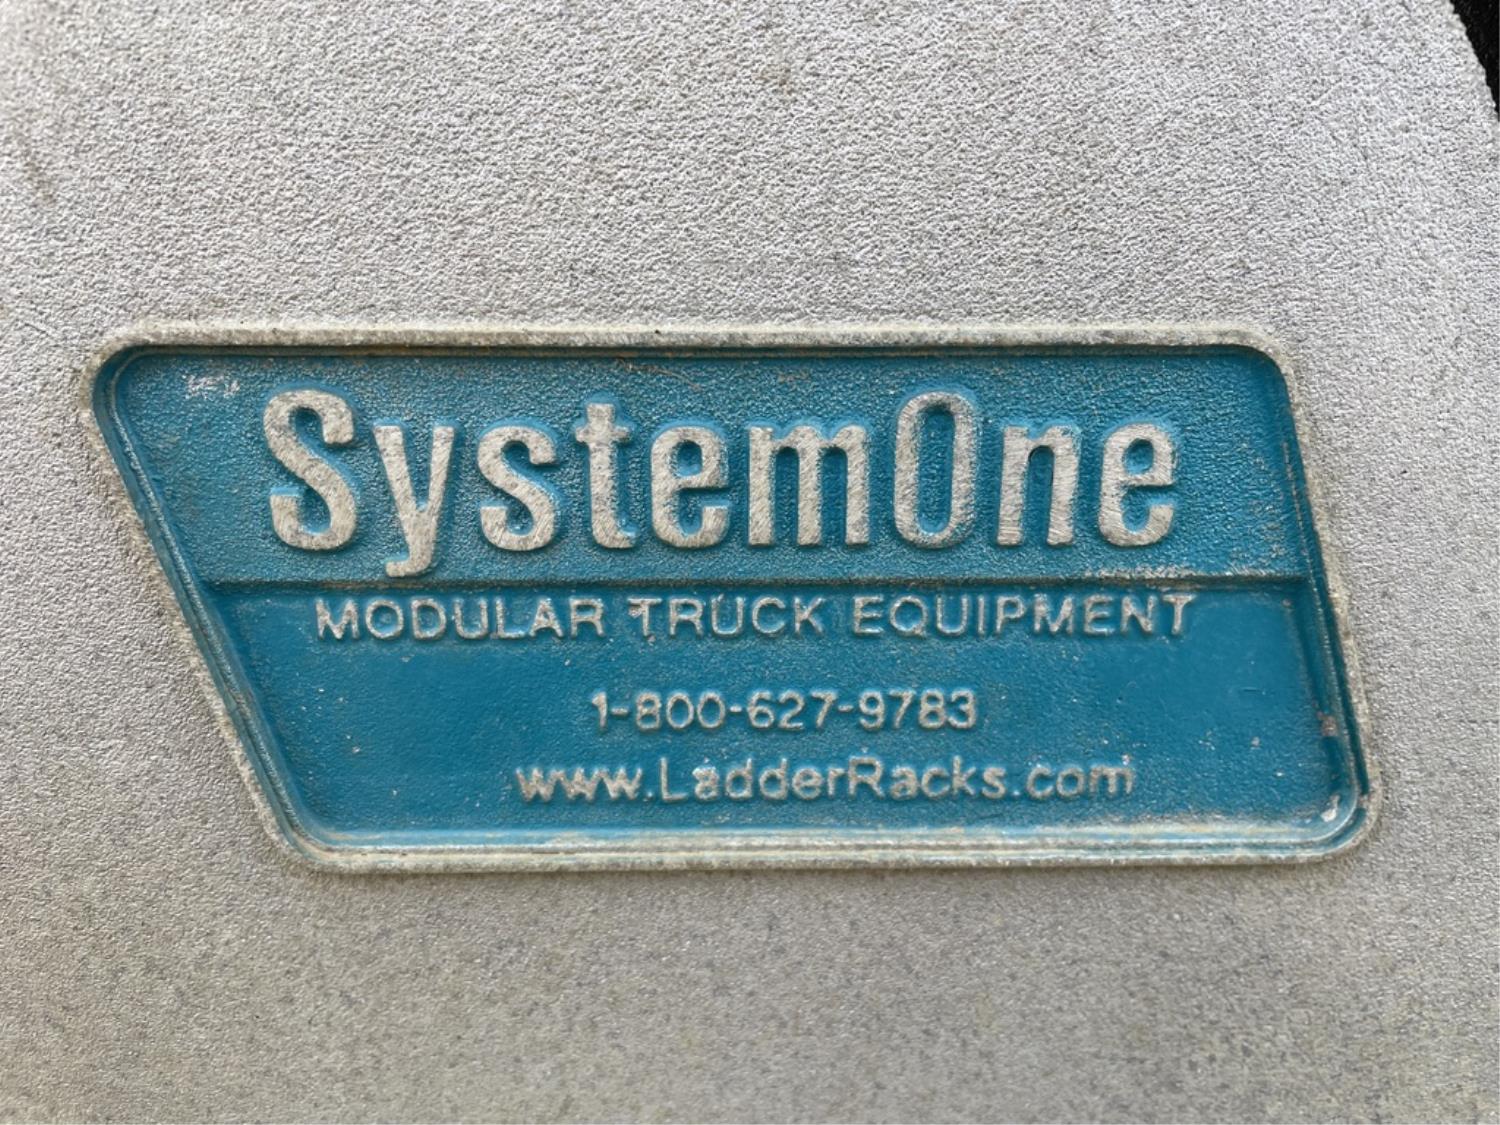 SystemOne
MODULAR TRUCK EQUIPMENT
1-800-627-9783
www.LadderRacks.com